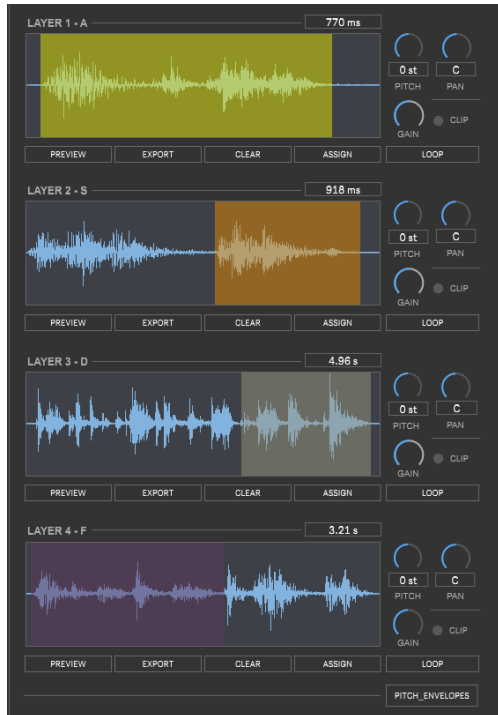 LAYER 1 - A 770 ms
0 st C
PITCH PAN
GAIN CLIP
PREVIEW EXPORT CLEAR ASSIGN LOOP
LAYER 2 - S 918 ms
0 st C
PITCH PAN
GAIN CLIP
PREVIEW EXPORT CLEAR ASSIGN LOOP
LAYER 3 - D 4.96 s
0 st C
PITCH PAN
GAIN CLIP
PREVIEW EXPORT CLEAR ASSIGN LOOP
LAYER 4 - F 3.21 s
0 st C
PITCH PAN
GAIN CLIP
PREVIEW EXPORT CLEAR ASSIGN LOOP
PITCH_ENVELOPES